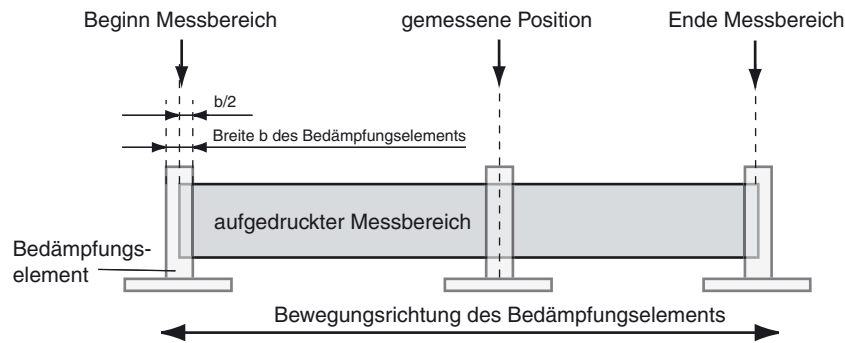 Beginn Messbereich
gemessene Position
Ende Messbereich
b/2
Breite b des Bedämpfungselements
aufgedruckter Messbereich
Bedämpfungs-
element
Bewegungsrichtung des Bedämpfungselements